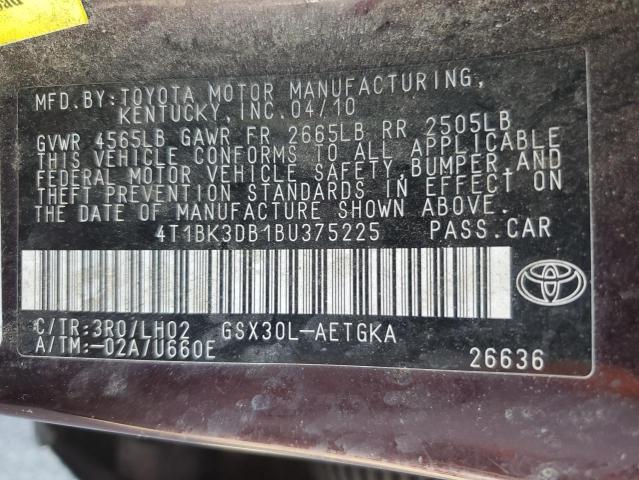 MFD.BY:TOYOTA MOTOR MANUFACTURING,
KENTUCKY,INC.04/10
GVWR 4565LB GAWR FR 2665LB RR 2505LB
THIS VEHICLE CONFORMS TO ALL APPLICABLE
FEDERAL MOTOR VEHICLE SAFETY,BUMPER,AND
THEFT PREVENTION STANDARDS IN EFFECT ON
THE DATE OF MANUFACTURE SHOWN ABOVE.
4T1BK3DB1BU375225 PASS.CAR
C/TR:3R0/LH02 GSX30L-AETGKA
A/TM:-02A/U660E 26636